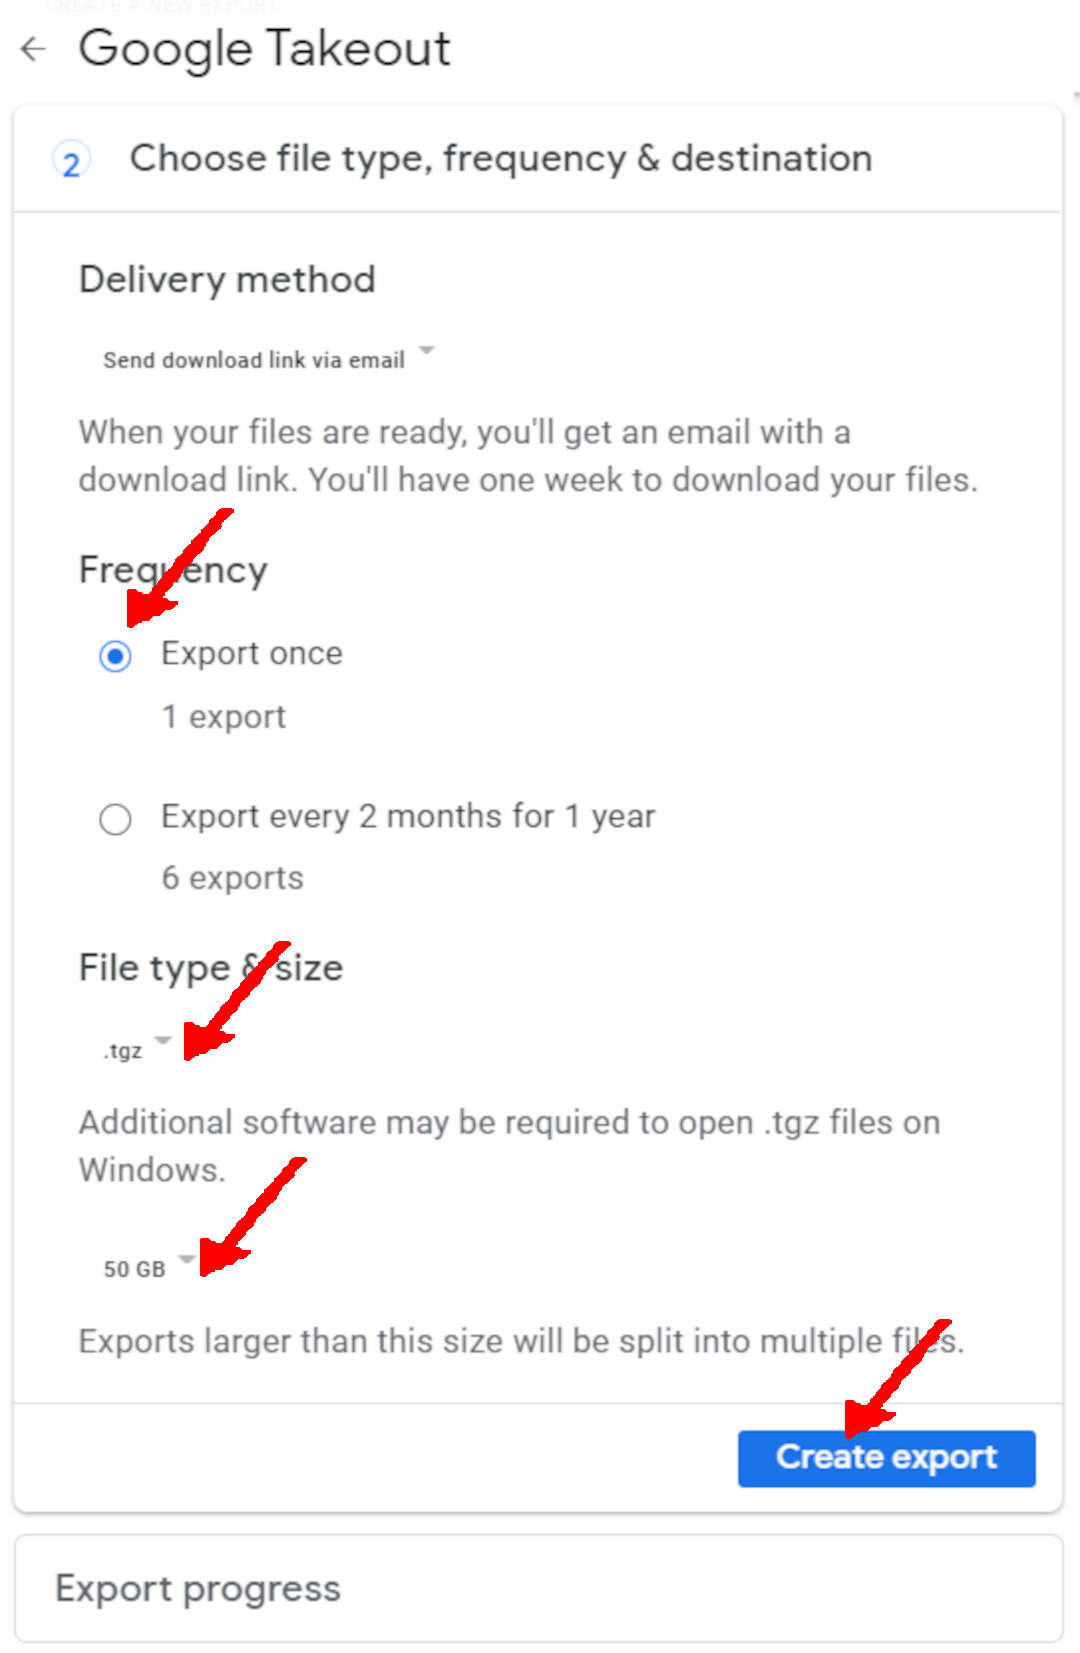 CREATE A NEW EXPORT
Google Takeout
2 Choose file type, frequency & destination
Delivery method
Send download link via email
When your files are ready, you'll get an email with a
download link. You'll have one week to download your files.
Frequency
Export once
1 export
Export every 2 months for 1 year
6 exports
File type & size
.tgz
Additional software may be required to open .tgz files on
Windows.
50 GB
Exports larger than this size will be split into multiple files.
Create export
Export progress